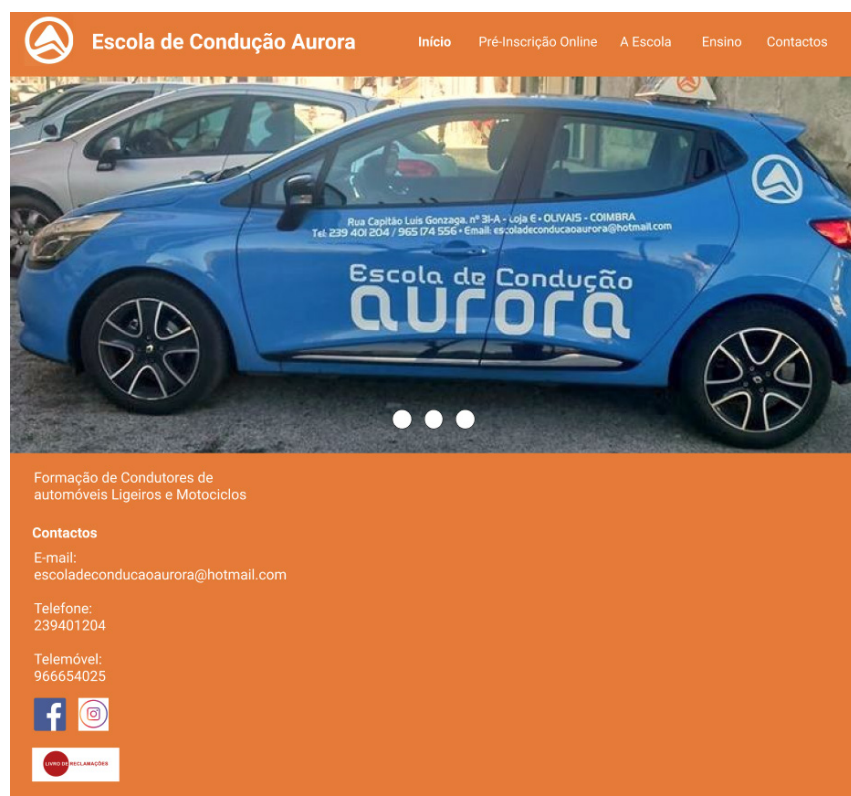 Escola de Condução Aurora
Início Pré-Inscrição Online A Escola Ensino Contactos
Rua Capitão Luis Gonzaga, nº 31-A - Loja E - OLIVAIS - COIMBRA
Tel: 239 401 204 / 965 174 556 • Email: escoladeconducaoaurora@hotmail.com
Escola de Condução
aurora
Formação de Condutores de
automóveis Ligeiros e Motociclos
Contactos
E-mail:
escoladeconducaoaurora@hotmail.com
Telefone:
239401204
Telemóvel:
966654025
LIVRO DE RECLAMAÇÕES